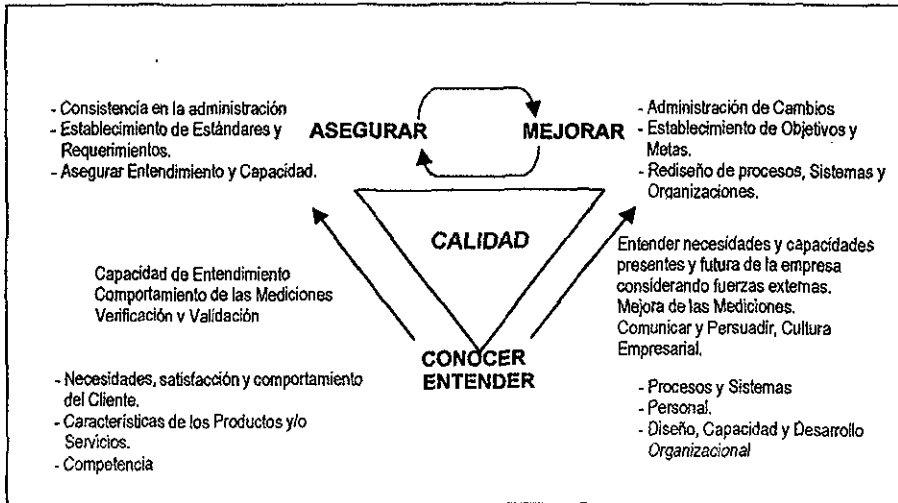 - Consistencia en la administración
- Establecimiento de Estándares y
Requerimientos.
- Asegurar Entendimiento y Capacidad.
ASEGURAR
MEJORAR
- Administración de Cambios
- Establecimiento de Objetivos y
Metas.
- Rediseño de procesos, Sistemas y
Organizaciones.
CALIDAD
Capacidad de Entendimiento
Comportamiento de las Mediciones
Verificación y Validación
Entender necesidades y capacidades
presentes y futura de la empresa
considerando fuerzas externas.
Mejora de las Mediciones.
Comunicar y Persuadir, Cultura
Empresarial.
CONOCER
ENTENDER
- Necesidades, satisfacción y comportamiento
del Cliente.
- Características de los Productos y/o
Servicios.
- Competencia
- Procesos y Sistemas
- Personal.
- Diseño, Capacidad y Desarrollo
Organizacional